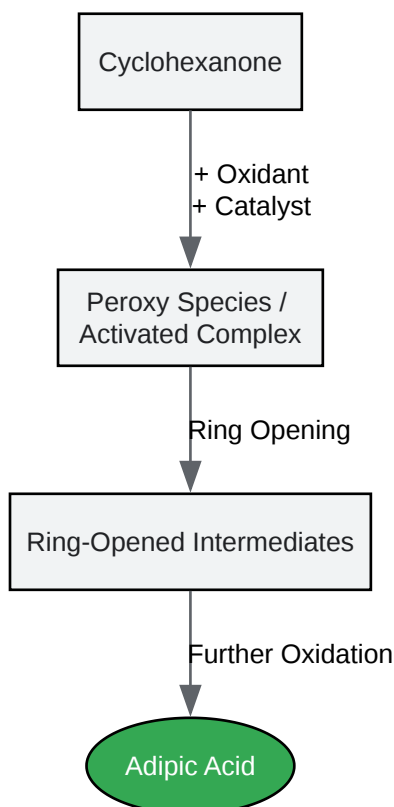 Cyclohexanone
+ Oxidant
+ Catalyst
Peroxy Species /
Activated Complex
Ring Opening
Ring-Opened Intermediates
Further Oxidation
Adipic Acid